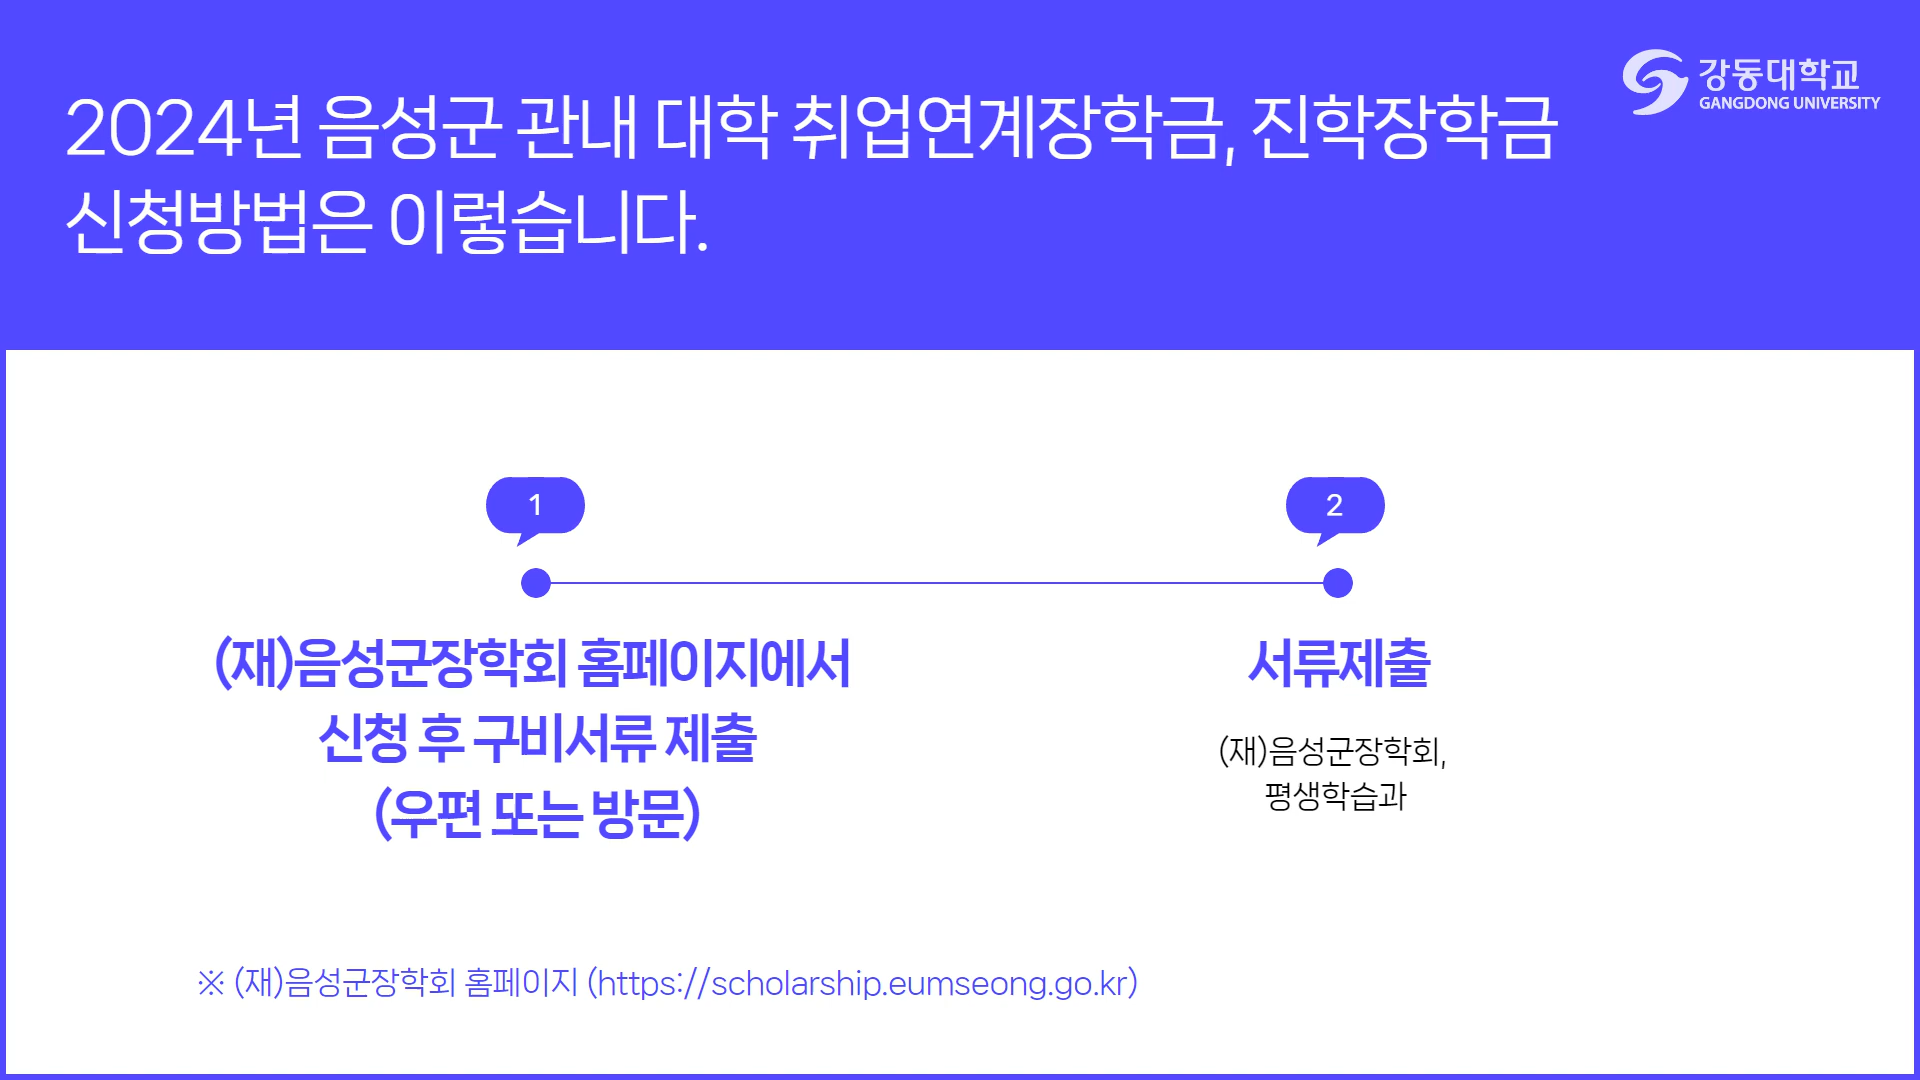 2024년 음성군 관내 대학 취업연계장학금, 진학장학금
신청방법은 이렇습니다.
강동대학교
GANGDONG UNIVERSITY
1
(재)음성군장학회 홈페이지에서
신청 후 구비서류 제출
(우편 또는 방문)
2
서류제출
(재)음성군장학회,
평생학습과
※ (재)음성군장학회 홈페이지 (https://scholarship.eumseong.go.kr)